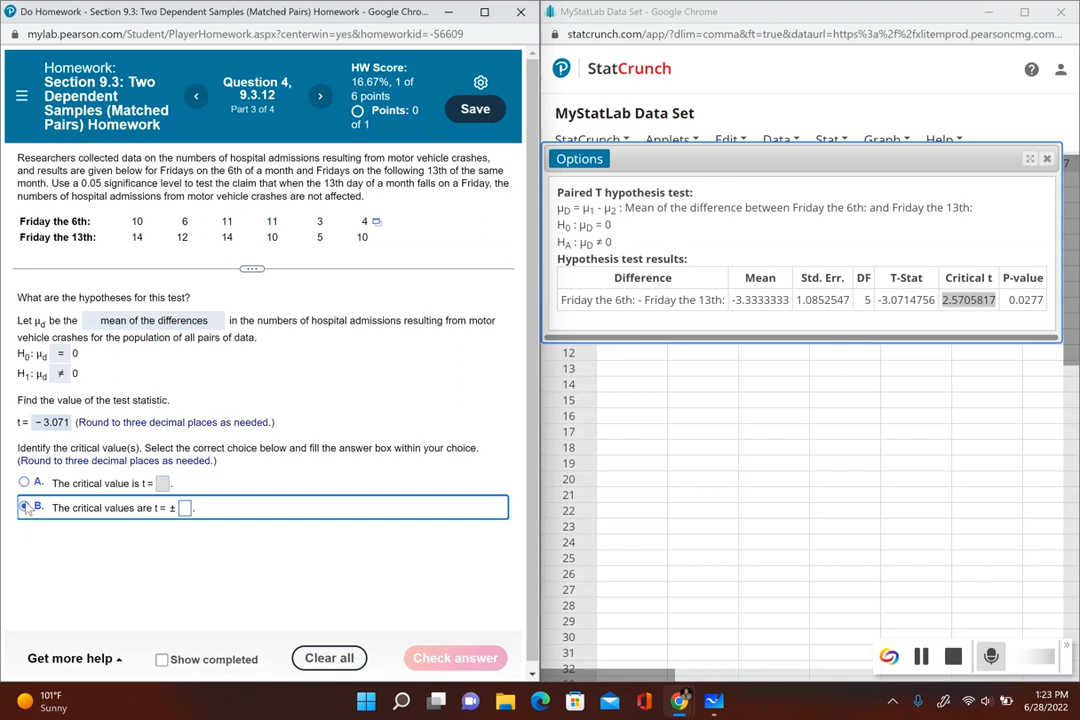 Do Homework - Section 9.3: Two Dependent Samples (Matched Pairs) Homework - Google Chro...
mylab.pearson.com/Student/PlayerHomework.aspx?centerwin=yes&homeworkid=-56609
Homework:
Section 9.3: Two
Dependent
Samples (Matched
Pairs) Homework
Question 4,
9.3.12
Part 3 of 4
HW Score:
16.67%, 1 of
6 points
Points: 0
of 1
Save
Researchers collected data on the numbers of hospital admissions resulting from motor vehicle crashes,
and results are given below for Fridays on the 6th of a month and Fridays on the following 13th of the same
month. Use a 0.05 significance level to test the claim that when the 13th day of a month falls on a Friday, the
numbers of hospital admissions from motor vehicle crashes are not affected.
Friday the 6th: 10 6 11 11 3 4
Friday the 13th: 14 12 14 10 5 10
What are the hypotheses for this test?
Let μd be the mean of the differences in the numbers of hospital admissions resulting from motor
vehicle crashes for the population of all pairs of data.
H0: μd = 0
H1: μd ≠ 0
Find the value of the test statistic.
t = − 3.071 (Round to three decimal places as needed.)
Identify the critical value(s). Select the correct choice below and fill the answer box within your choice.
(Round to three decimal places as needed.)
A. The critical value is t = .
B. The critical values are t = ± .
Get more help
Show completed
Clear all
Check answer
MyStatLab Data Set - Google Chrome
statcrunch.com/app/?dlim=comma&ft=true&dataurl=https%3a%2f%2fxlitemprod.pearsoncmg.com...
StatCrunch
MyStatLab Data Set
StatCrunch Applets Edit Data Stat Graph Help
Options
Paired T hypothesis test:
μD = μ1 - μ2 : Mean of the difference between Friday the 6th: and Friday the 13th:
H0 : μD = 0
HA : μD ≠ 0
Hypothesis test results:
Difference Mean Std. Err. DF T-Stat Critical t P-value
Friday the 6th: - Friday the 13th: -3.3333333 1.0852547 5 -3.0714756 2.5705817 0.0277
7
12
13
14
15
16
17
18
19
20
21
22
23
24
25
26
27
28
29
30
31
32
101°F
Sunny
1:23 PM
6/28/2022